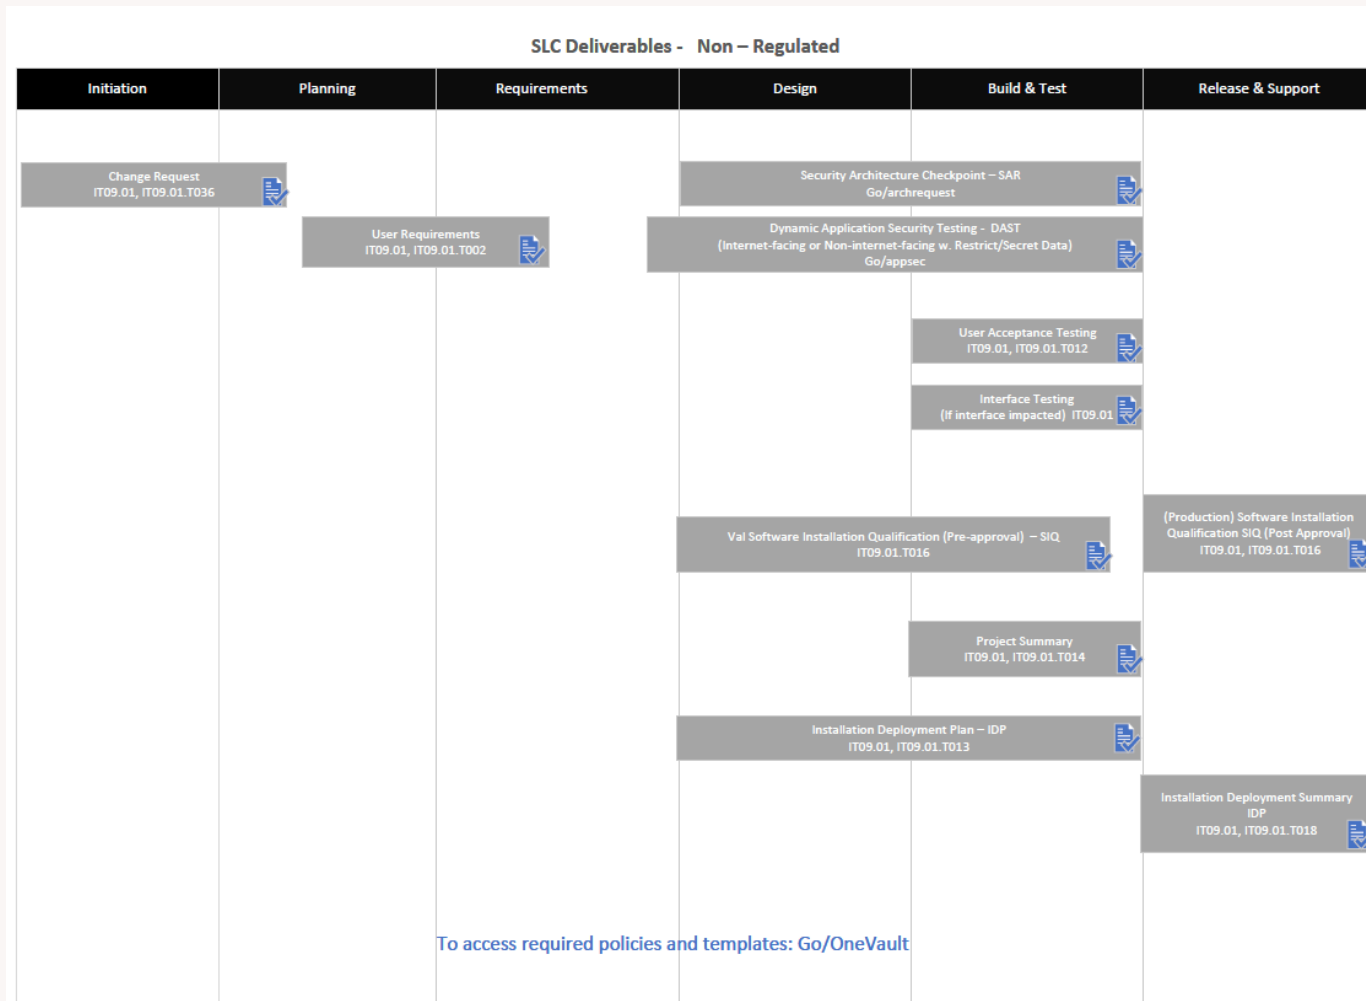 SLC Deliverables -   Non – Regulated
Initiation
Planning
Requirements
Design
Build & Test
Release & Support
Change Request
IT09.01, IT09.01.T036
Security Architecture Checkpoint – SAR
Go/archrequest
User Requirements
IT09.01, IT09.01.T002
Dynamic Application Security Testing -  DAST
(Internet-facing or Non-internet-facing w. Restrict/Secret Data)
Go/appsec
User Acceptance Testing
IT09.01, IT09.01.T012
Interface Testing
(If interface impacted)  IT09.01
Val Software Installation Qualification (Pre-approval)  – SIQ
IT09.01.T016
(Production) Software Installation
Qualification SIQ (Post Approval)
IT09.01, IT09.01.T016
Project Summary
IT09.01, IT09.01.T014
Installation Deployment Plan – IDP
IT09.01, IT09.01.T013
Installation Deployment Summary
IDP
IT09.01, IT09.01.T018
To access required policies and templates: Go/OneVault